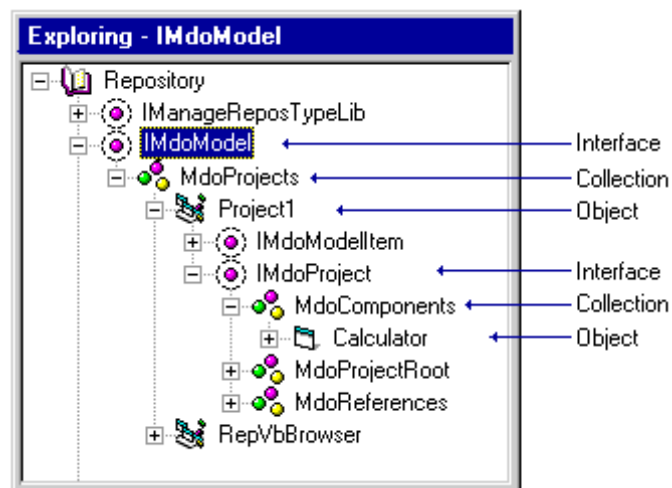 Exploring - IMdoModel
Repository
IManageReposTypeLib
IMdoModel Interface
MdoProjects Collection
Project1 Object
IMdoModelItem
IMdoProject Interface
MdoComponents Collection
Calculator Object
MdoProjectRoot
MdoReferences
RepVbBrowser